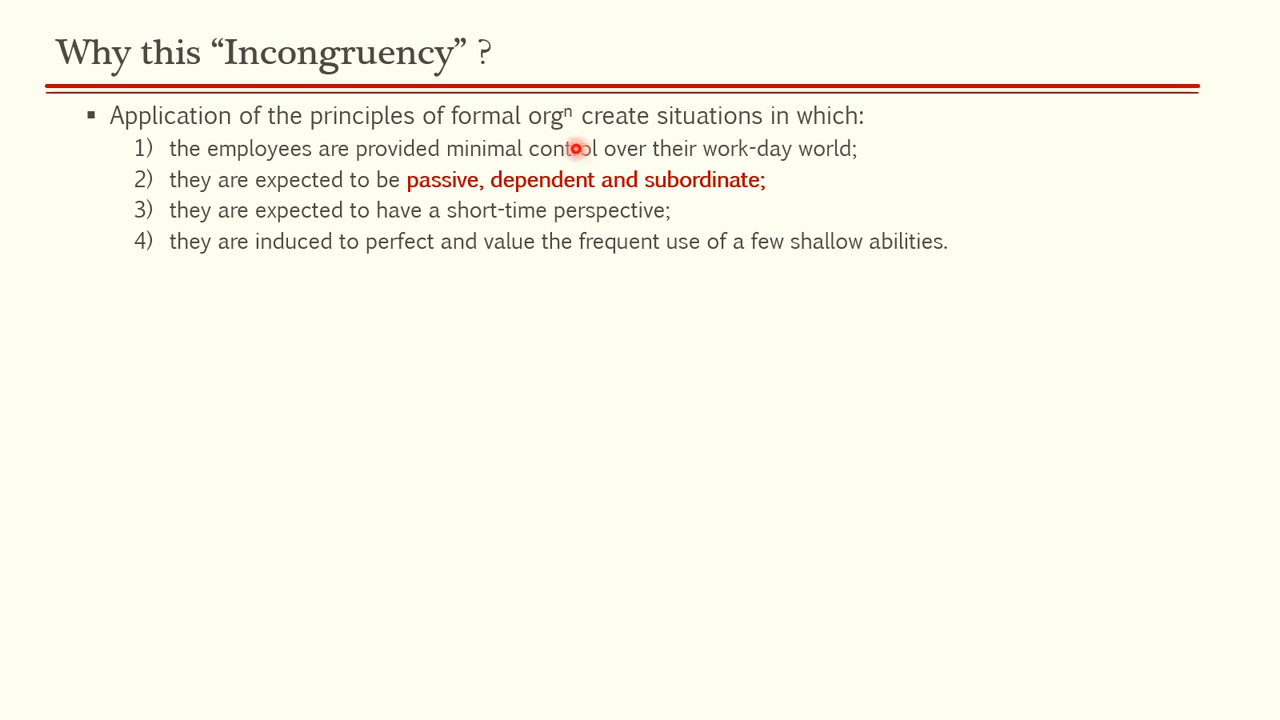 Why this “Incongruency” ?
▪ Application of the principles of formal orgⁿ create situations in which:
1) the employees are provided minimal control over their work-day world;
2) they are expected to be passive, dependent and subordinate;
3) they are expected to have a short-time perspective;
4) they are induced to perfect and value the frequent use of a few shallow abilities.